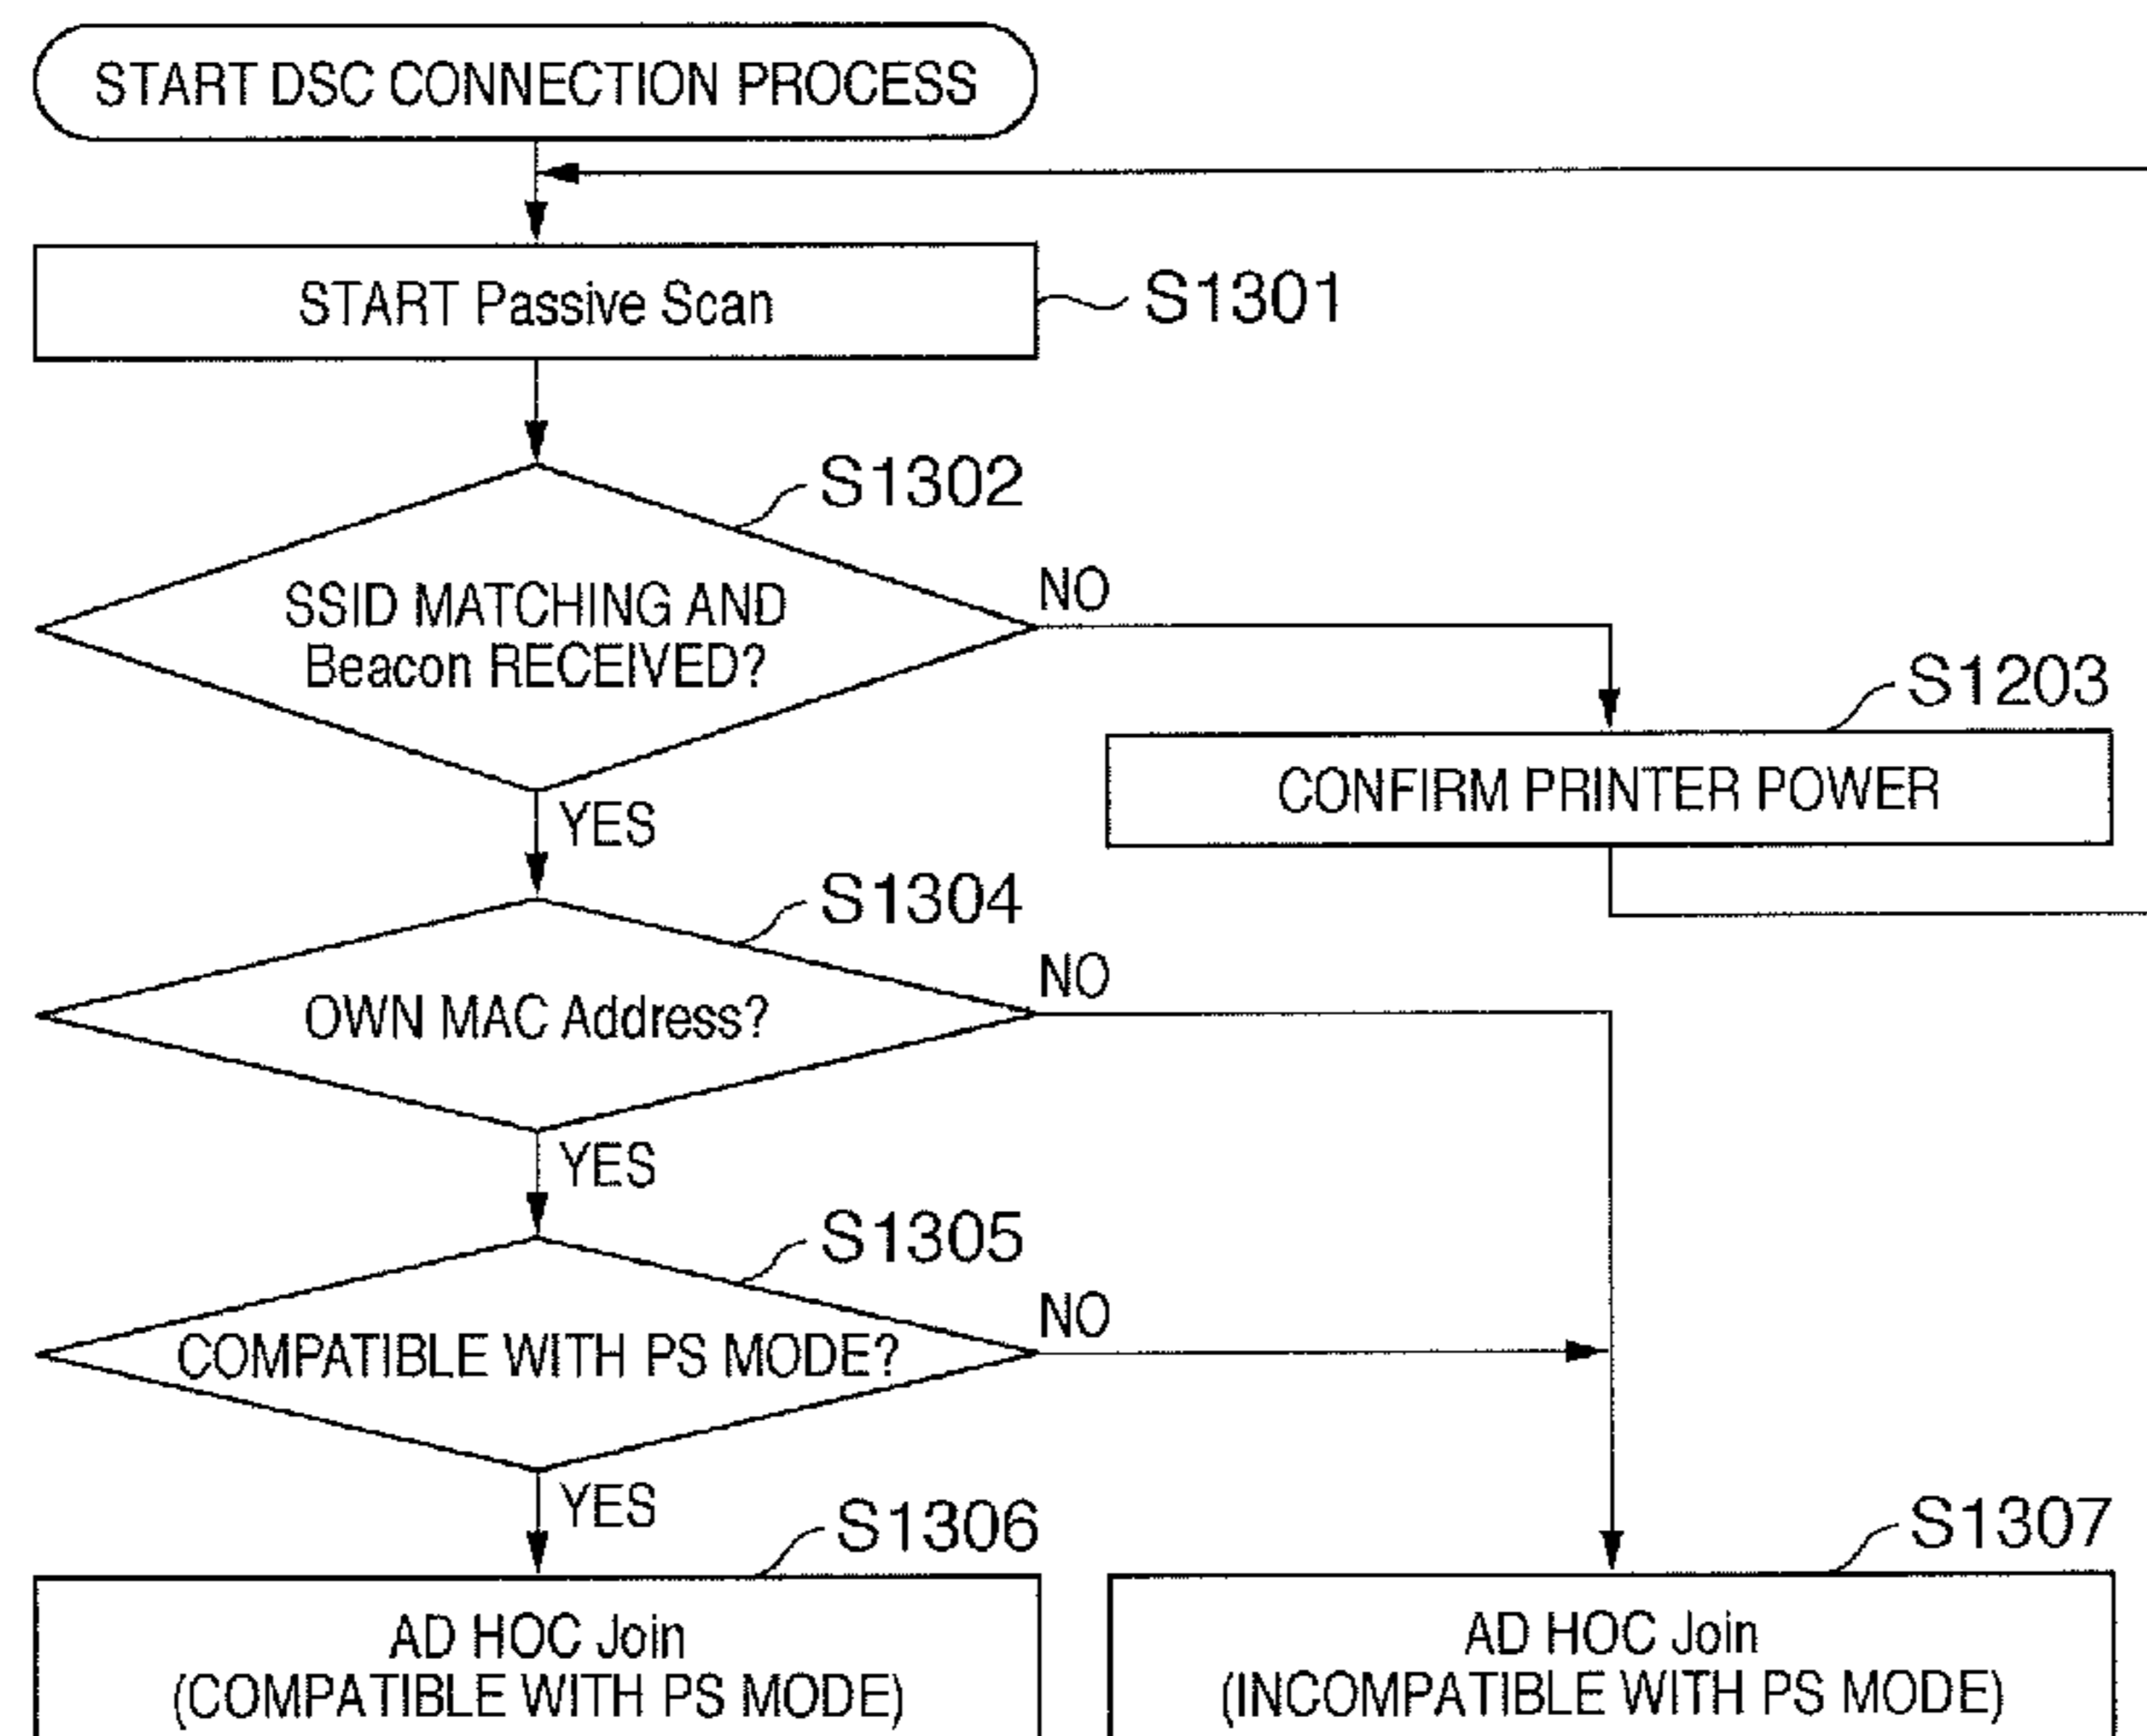 START DSC CONNECTION PROCESS
START Passive Scan
S1301
S1302
SSID MATCHING AND
Beacon RECEIVED?
NO
S1203
CONFIRM PRINTER POWER
YES
S1304
OWN MAC Address?
NO
YES
S1305
COMPATIBLE WITH PS MODE?
NO
YES
S1306
AD HOC Join
(COMPATIBLE WITH PS MODE)
S1307
AD HOC Join
(INCOMPATIBLE WITH PS MODE)